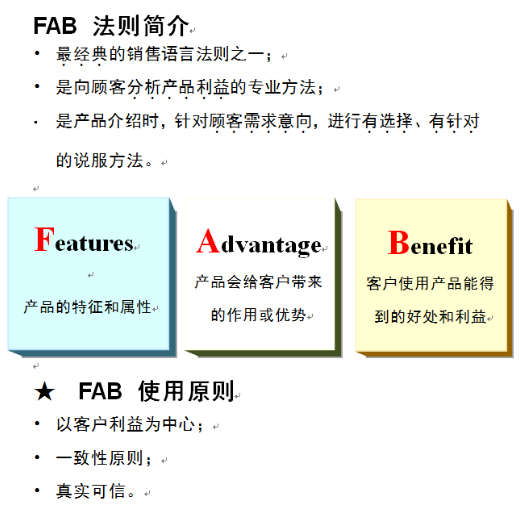 FAB 法则简介
• 最经典的销售语言法则之一；
• 是向顾客分析产品利益的专业方法；
• 是产品介绍时，针对顾客需求意向，进行有选择、有针对
的说服方法。
Features
产品的特征和属性
Advantage
产品会给客户带来
的作用或优势
Benefit
客户使用产品能得
到的好处和利益
★ FAB 使用原则
• 以客户利益为中心；
• 一致性原则；
• 真实可信。